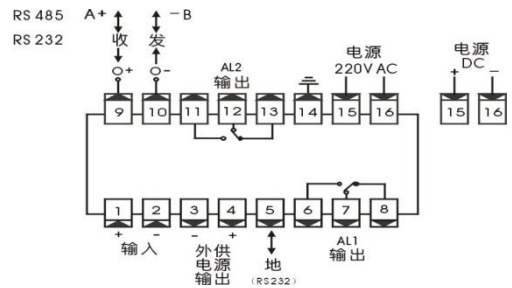 RS 485 A+ -B
RS 232 收 发
+ -
AL2
输出
电源
220V AC
电源
DC
+ -
9 10 11 12 13 14 15 16 15 16
1 2 3 4 5 6 7 8
+ - - +
输入
外供
电源
输出
地
(RS232)
AL1
输出